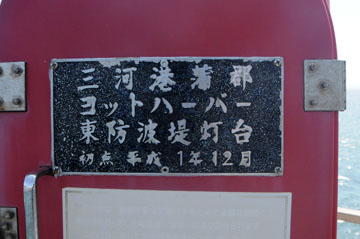 三河港蒲郡
ヨットハーバー
東防波堤灯台
初点 平成1年12月